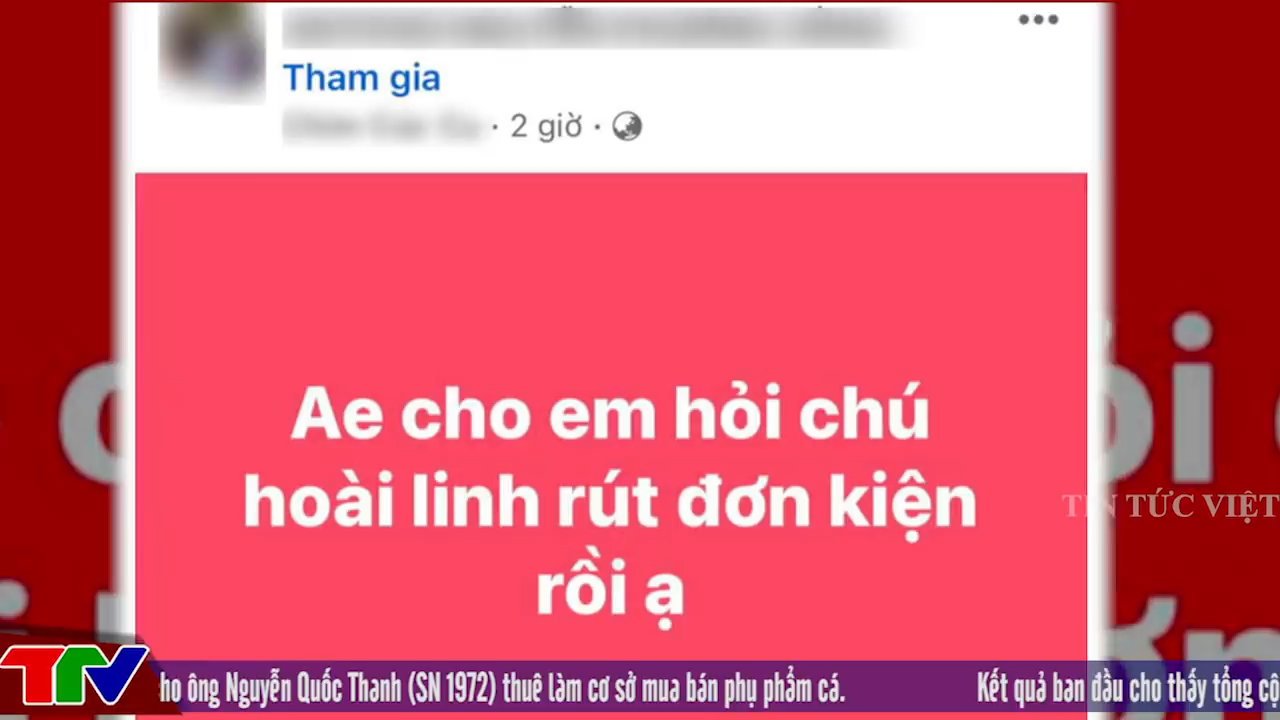 Tham gia
· 2 giờ ·
Ae cho em hỏi chú
hoài linh rút đơn kiện
rồi ạ
TIN TỨC VIỆT
TTV
ho ông Nguyễn Quốc Thanh (SN 1972) thuê làm cơ sở mua bán phụ phẩm cá. Kết quả ban đầu cho thấy tổng cộ